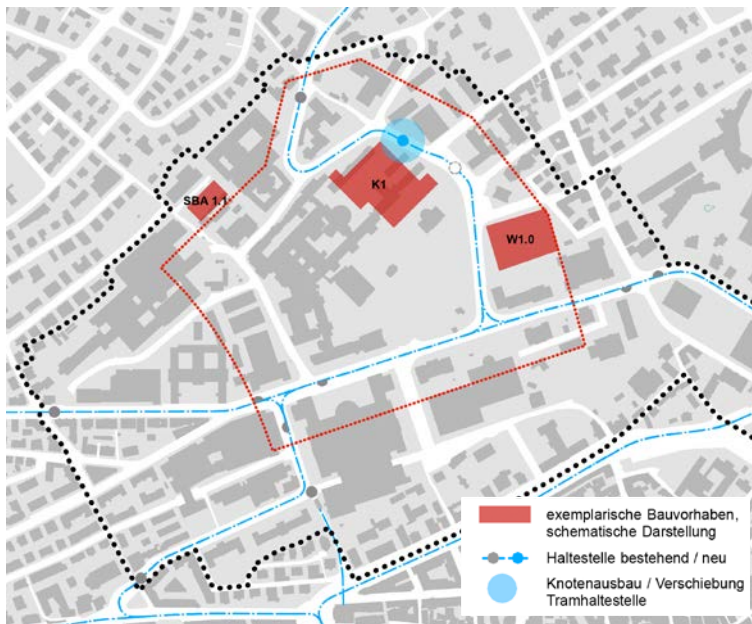 K1
SBA 1.1
W1.0
exemplarische Bauvorhaben,
schematische Darstellung
Haltestelle bestehend / neu
Knotenausbau / Verschiebung
Tramhaltestelle